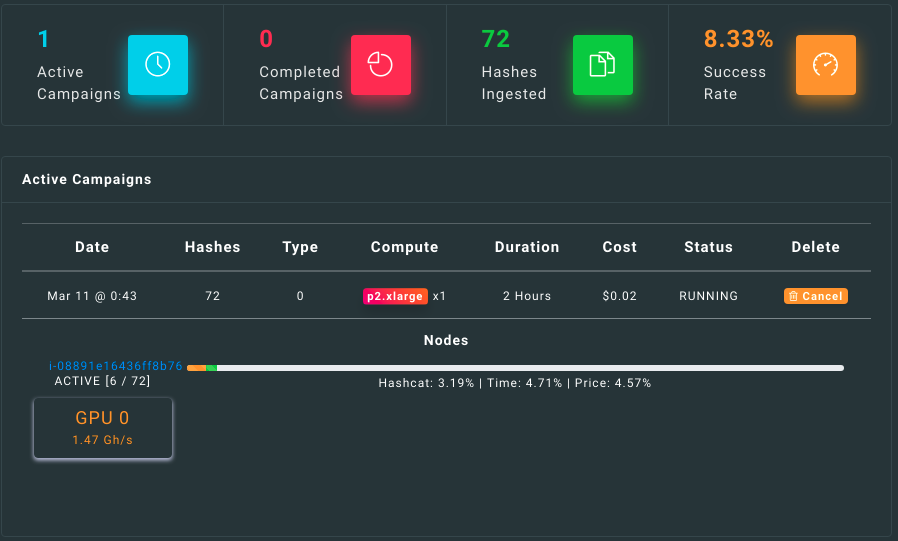 1
Active
Campaigns
0
Completed
Campaigns
72
Hashes
Ingested
8.33%
Success
Rate
Active Campaigns
Date Hashes Type Compute Duration Cost Status Delete
Mar 11 @ 0:43 72 0 p2.xlarge x1 2 Hours $0.02 RUNNING Cancel
Nodes
i-08891e16436ff8b76
ACTIVE [6 / 72]
Hashcat: 3.19% | Time: 4.71% | Price: 4.57%
GPU 0
1.47 Gh/s